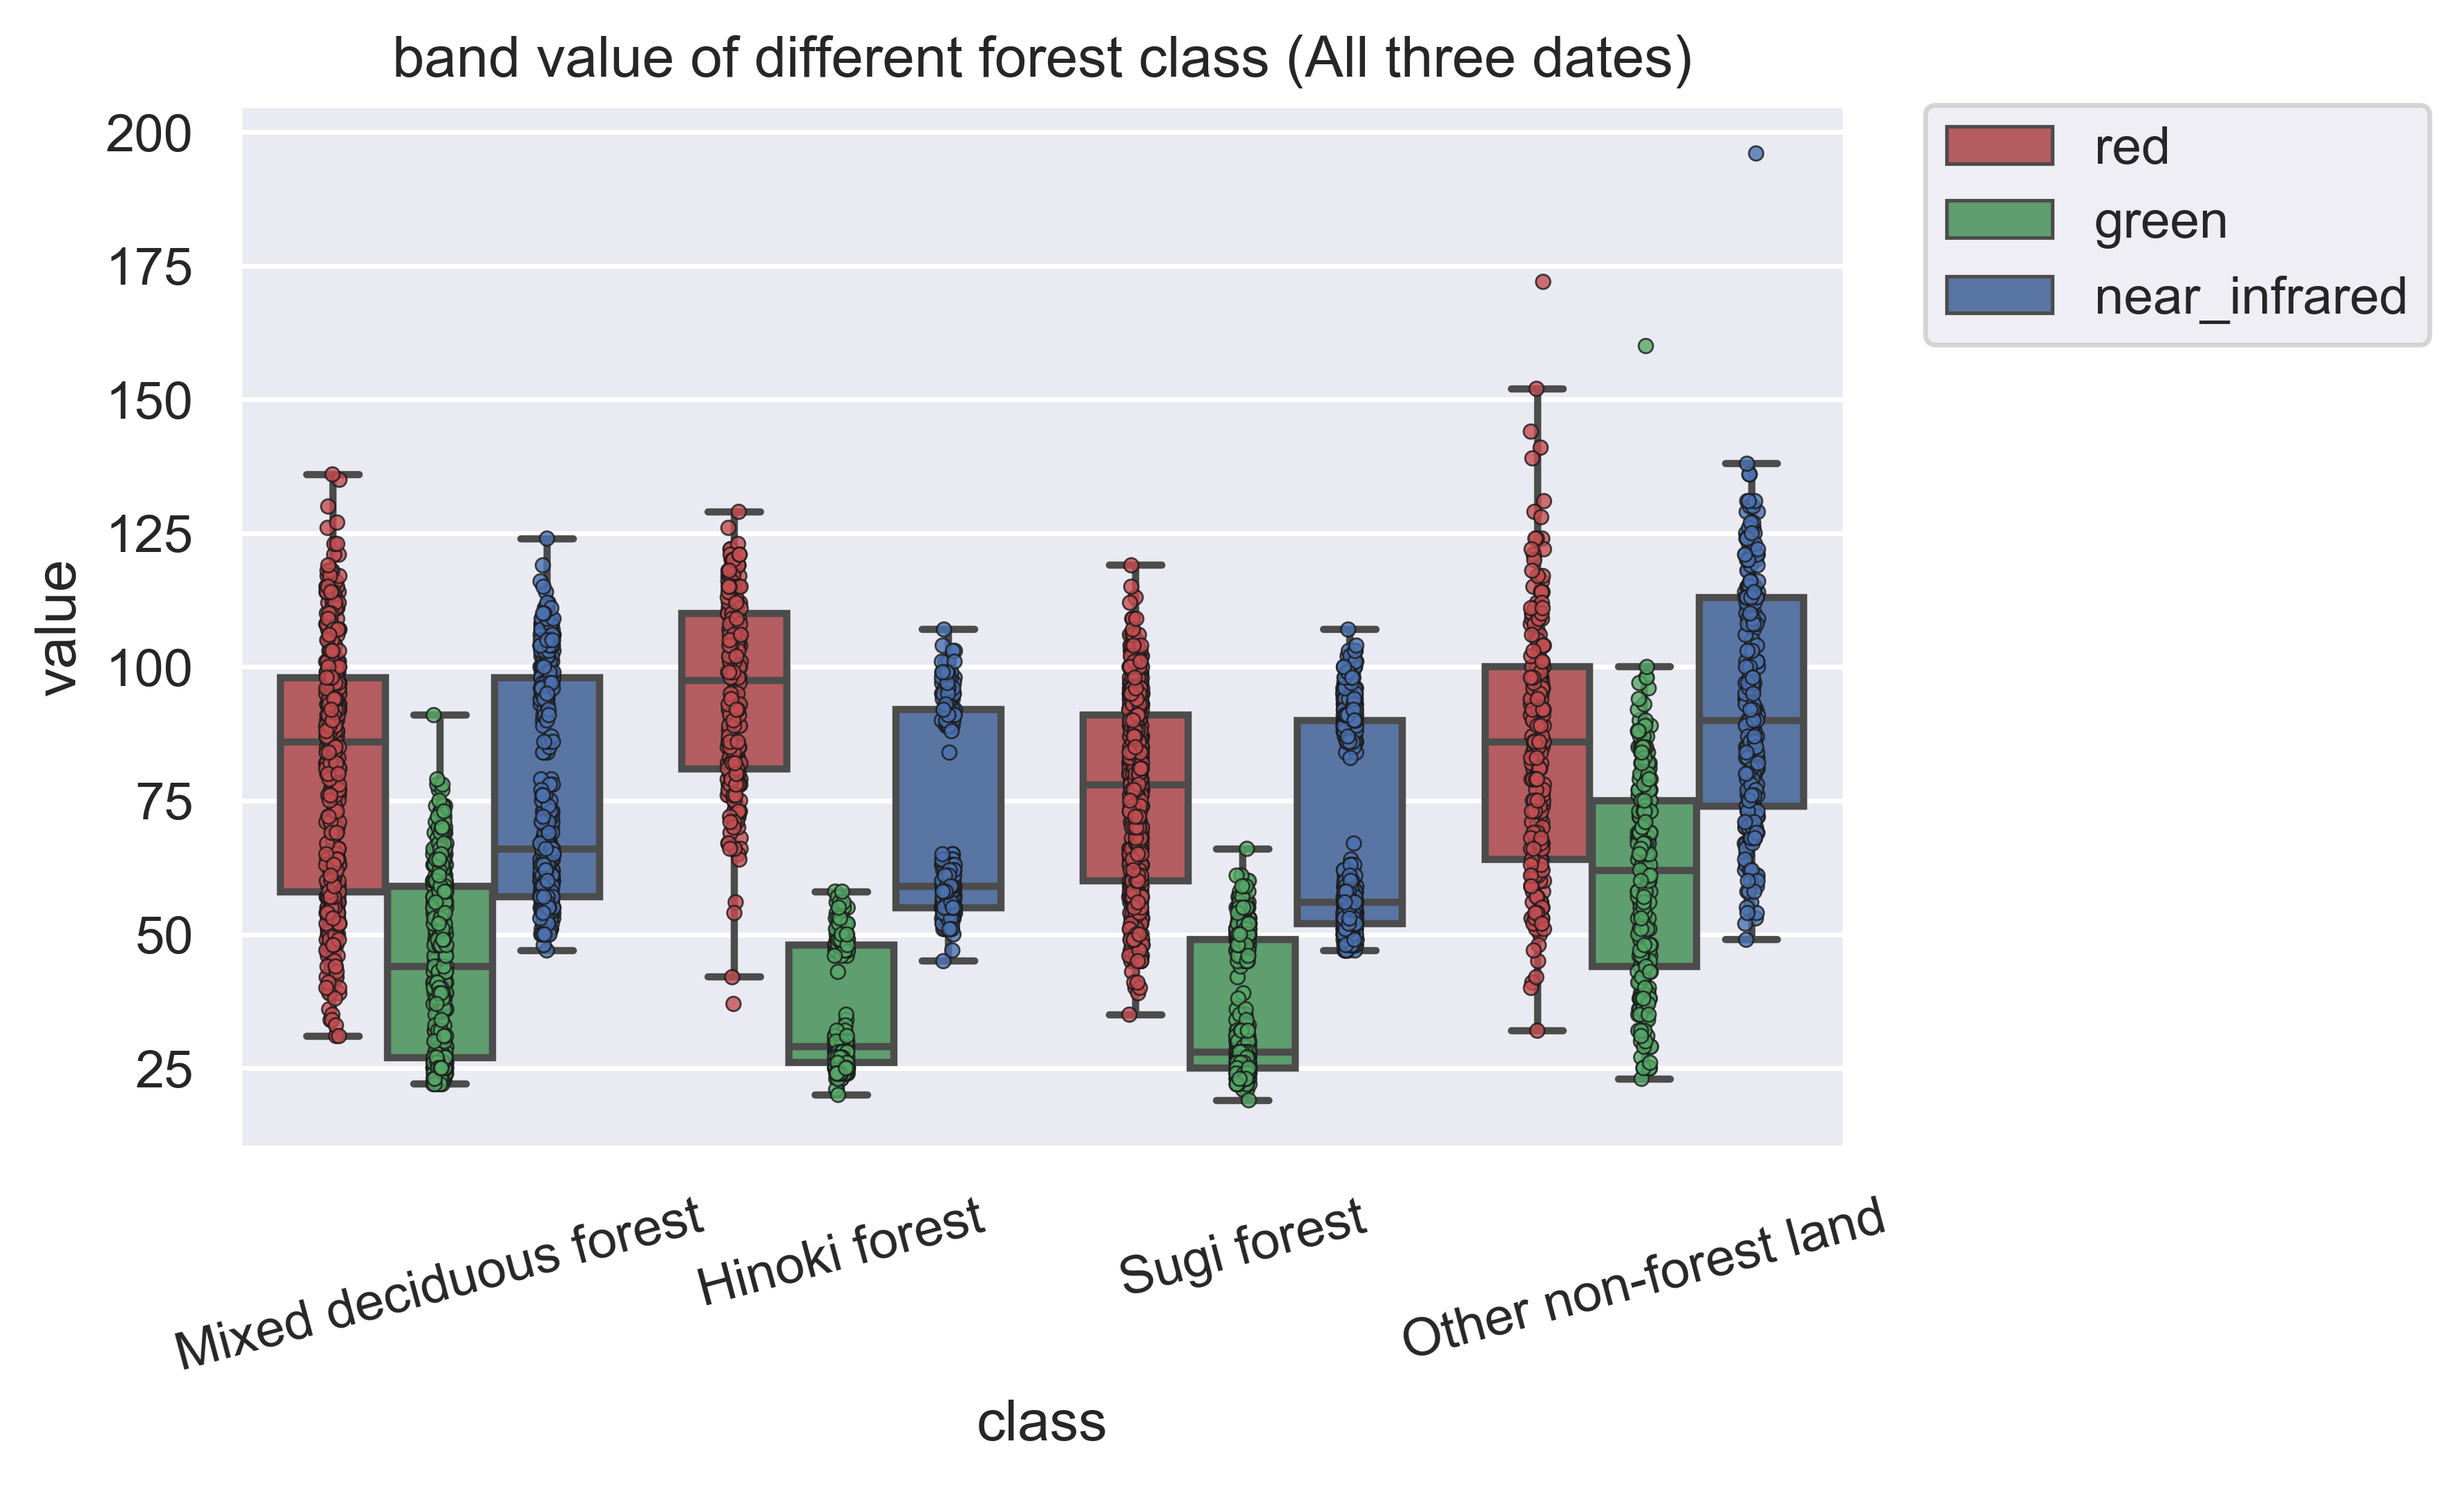 band value of different forest class (All three dates)
200
175
150
125
100
75
50
25
value
red
green
near_infrared
Mixed deciduous forest
Hinoki forest
Sugi forest
Other non-forest land
class